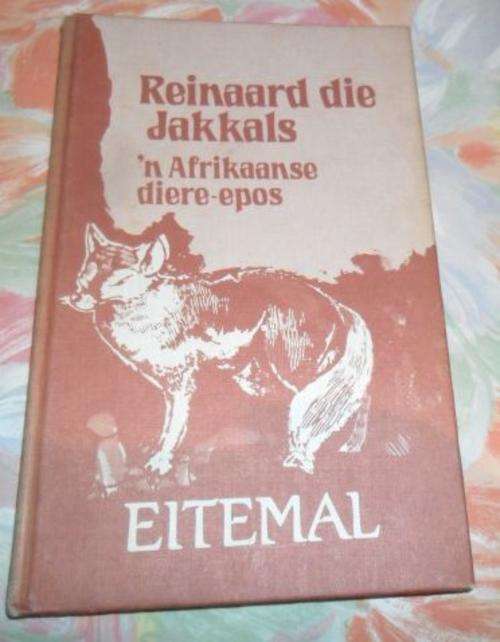 Reinaard die
Jakkals
'n Afrikaanse
diere-epos
EITEMAL